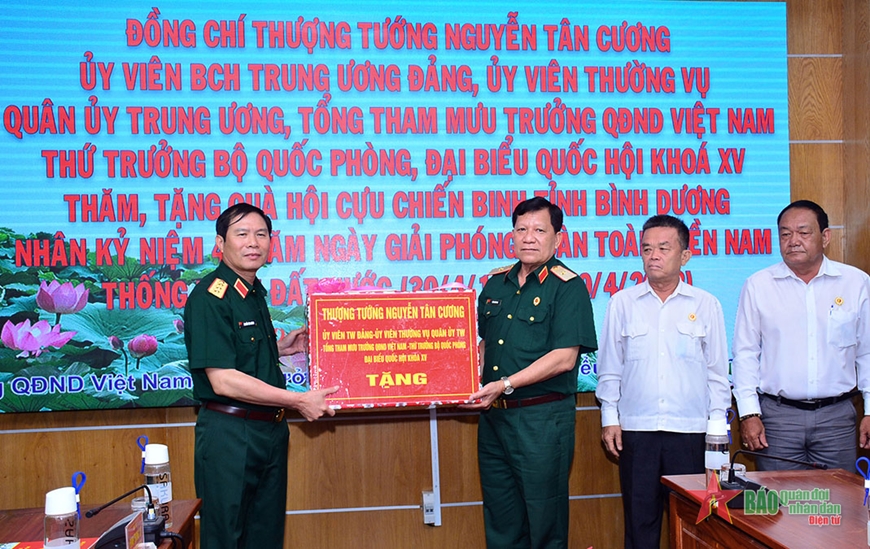 ĐỒNG CHÍ THƯỢNG TƯỚNG NGUYỄN TÂN CƯƠNG
ỦY VIÊN BCH TRUNG ƯƠNG ĐẢNG, ỦY VIÊN THƯỜNG VỤ
QUÂN ỦY TRUNG ƯƠNG, TỔNG THAM MƯU TRƯỞNG QĐND VIỆT NAM
THỨ TRƯỞNG BỘ QUỐC PHÒNG, ĐẠI BIỂU QUỐC HỘI KHOÁ XV
THĂM, TẶNG QUÀ HỘI CỰU CHIẾN BINH TỈNH BÌNH DƯƠNG
NHÂN KỶ NIỆM 4 NĂM NGÀY GIẢI PHÓNG NAM
THỐNG ĐẤT
QĐND Việt Nam
THƯỢNG TƯỚNG NGUYỄN TÂN CƯƠNG
ỦY VIÊN TW ĐẢNG-ỦY VIÊN THƯỜNG VỤ QUÂN ỦY TW
-TỔNG THAM MƯU TRƯỞNG QĐND VIỆT NAM -THỨ TRƯỞNG BỘ QUỐC PHÒNG
ĐẠI BIỂU QUỐC HỘI KHOÁ XV
TẶNG
BÁO Quân đội
nhân dân
Điện tử